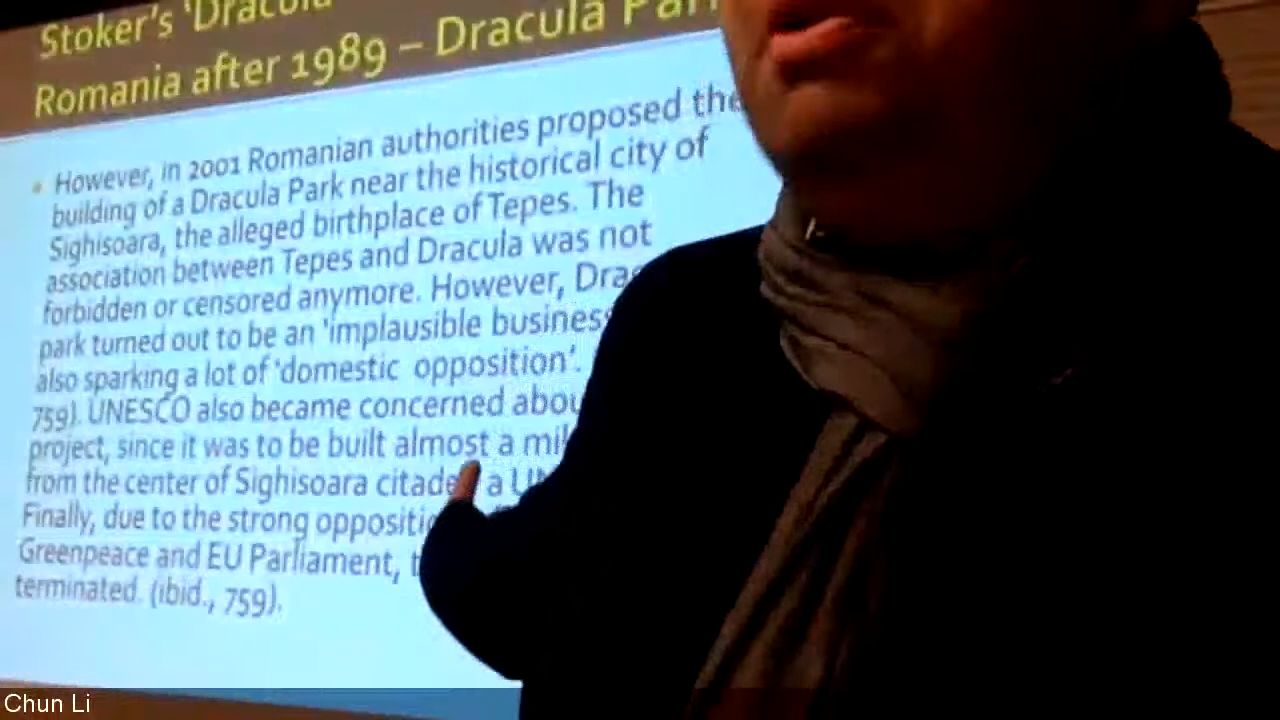 Stoker's 'Dracula
Romania after 1989 – Dracula Par
However, in 2001 Romanian authorities proposed the
building of a Dracula Park near the historical city of
Sighisoara, the alleged birthplace of Tepes. The
association between Tepes and Dracula was not
forbidden or censored anymore. However, Drac
park turned out to be an 'implausible business
also sparking a lot of 'domestic opposition'.
759). UNESCO also became concerned abou
project, since it was to be built almost a mil
from the center of Sighisoara citade a UN
Finally, due to the strong oppositio
Greenpeace and EU Parliament, t
terminated. (ibid., 759).
Chun Li